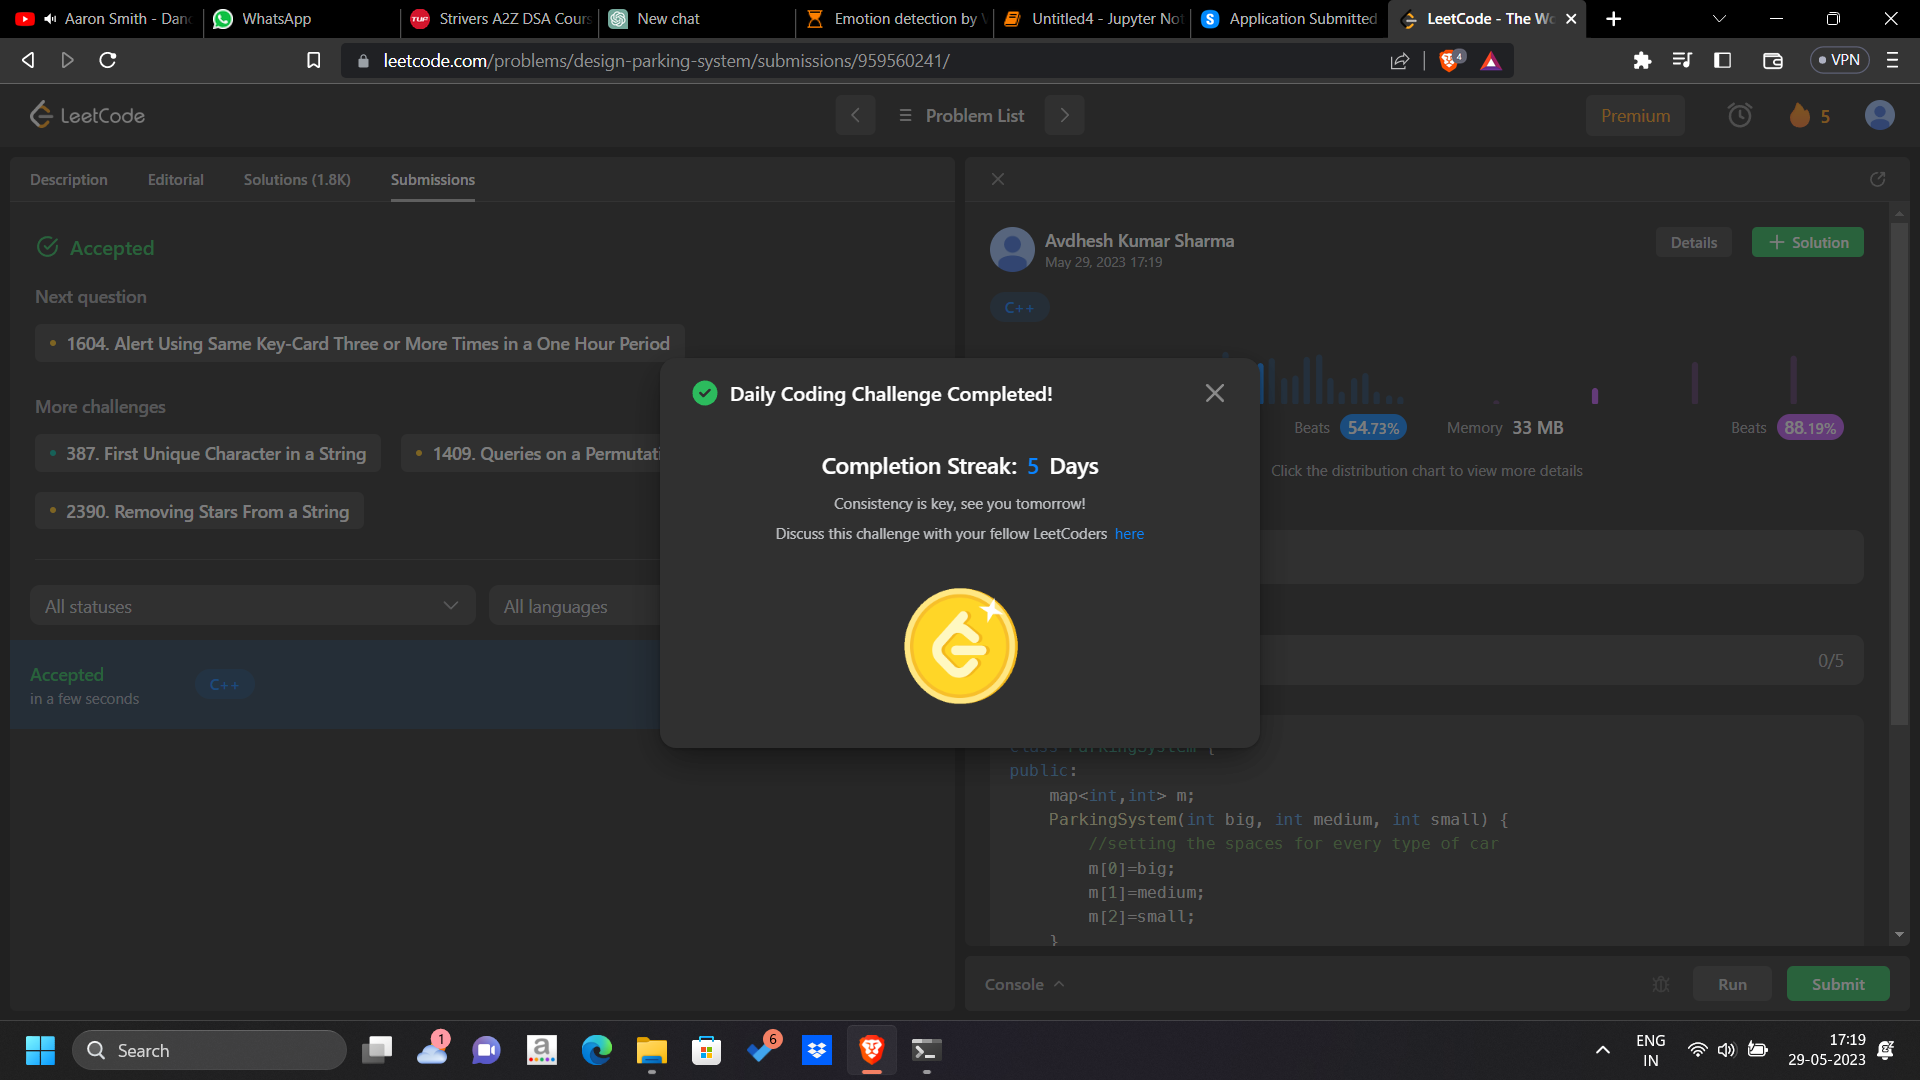 Aaron Smith - Danc
WhatsApp
Strivers A2Z DSA Cours
New chat
Emotion detection by V
Untitled4 - Jupyter Not
Application Submitted
LeetCode - The Wo
leetcode.com/problems/design-parking-system/submissions/959560241/
4
VPN
LeetCode
Problem List
Premium
5
Description
Editorial
Solutions (1.8K)
Submissions
Accepted
Next question
1604. Alert Using Same Key-Card Three or More Times in a One Hour Period
More challenges
387. First Unique Character in a String
1409. Queries on a Permutati
2390. Removing Stars From a String
All statuses
All languages
Accepted
in a few seconds
C++
Avdhesh Kumar Sharma
May 29, 2023 17:19
Details
+ Solution
C++
Beats 54.73%
Memory 33 MB
Beats 88.19%
Click the distribution chart to view more details
Daily Coding Challenge Completed!
Completion Streak: 5 Days
Consistency is key, see you tomorrow!
Discuss this challenge with your fellow LeetCoders here
0/5
class ParkingSystem {
public:
map<int,int> m;
ParkingSystem(int big, int medium, int small) {
//setting the spaces for every type of car
m[0]=big;
m[1]=medium;
m[2]=small;
}
Console
Run
Submit
Search
1
6
ENG
IN
17:19
29-05-2023